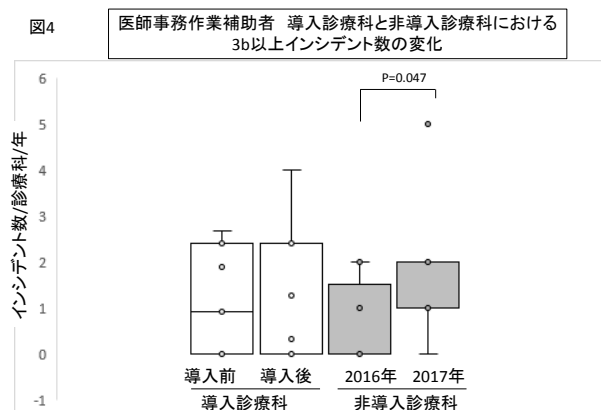 図4
医師事務作業補助者 導入診療科と非導入診療科における
3b以上インシデント数の変化
P=0.047
インシデント数/診療科/年
6
5
4
3
2
1
0
-1
導入前 導入後 2016年 2017年
導入診療科 非導入診療科